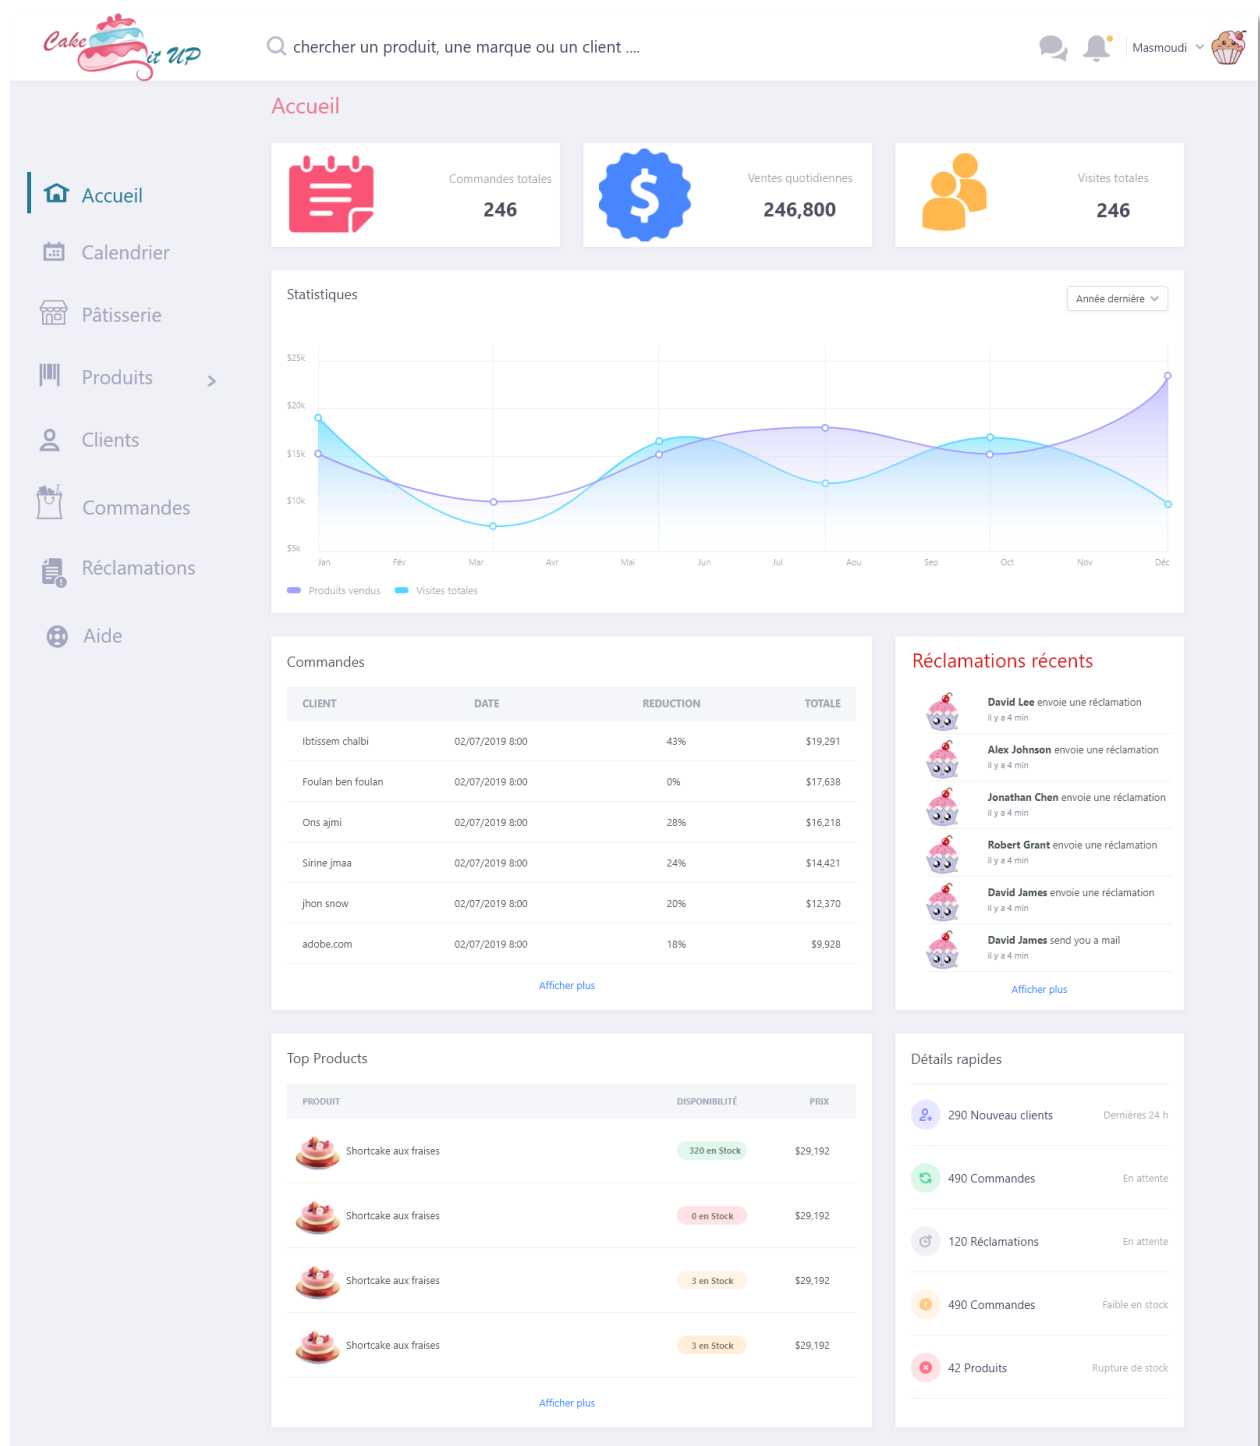 Cake it UP
chercher un produit, une marque ou un client ....
Masmoudi
Accueil
Accueil
Calendrier
Pâtisserie
Produits
Clients
Commandes
Réclamations
Aide
Commandes totales
246
Ventes quotidiennes
246,800
Visites totales
246
Statistiques
Année dernière
$25k
$20k
$15k
$10k
$5k
Jan Fév Mar Avr Mai Jun Jul Aou Sep Oct Nov Déc
Produits vendus Visites totales
Commandes
CLIENT DATE REDUCTION TOTALE
Ibtissem chalbi 02/07/2019 8:00 43% $19,291
Foulan ben foulan 02/07/2019 8:00 0% $17,638
Ons ajmi 02/07/2019 8:00 28% $16,218
Sirine jmaa 02/07/2019 8:00 24% $14,421
jhon snow 02/07/2019 8:00 20% $12,370
adobe.com 02/07/2019 8:00 18% $9,928
Afficher plus
Réclamations récents
David Lee envoie une réclamation
il y a 4 min
Alex Johnson envoie une réclamation
il y a 4 min
Jonathan Chen envoie une réclamation
il y a 4 min
Robert Grant envoie une réclamation
il y a 4 min
David James envoie une réclamation
il y a 4 min
David James send you a mail
il y a 4 min
Afficher plus
Top Products
PRODUIT DISPONIBILITÉ PRIX
Shortcake aux fraises 320 en Stock $29,192
Shortcake aux fraises 0 en Stock $29,192
Shortcake aux fraises 3 en Stock $29,192
Shortcake aux fraises 3 en Stock $29,192
Afficher plus
Détails rapides
290 Nouveau clients Dernières 24 h
490 Commandes En attente
120 Réclamations En attente
490 Commandes Faible en stock
42 Produits Rupture de stock